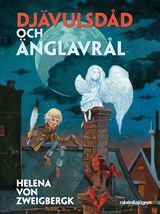 DJÄVULSDÅD
OCH
ÄNGLAVRÅL
HELENA
VON
ZWEIGBERGK
rabén&sjögren